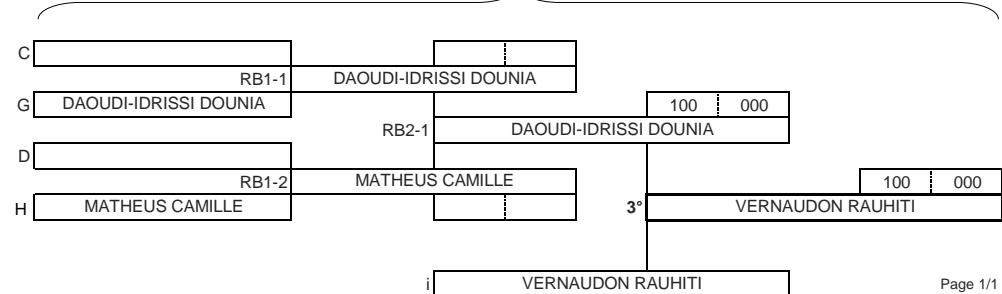 C
RB1-1 DAOUDI-IDRISSI DOUNIA
G DAOUDI-IDRISSI DOUNIA 100 000
RB2-1 DAOUDI-IDRISSI DOUNIA
D
RB1-2 MATHEUS CAMILLE 100 000
H MATHEUS CAMILLE 3° VERNAUDON RAUHITI
i VERNAUDON RAUHITI Page 1/1